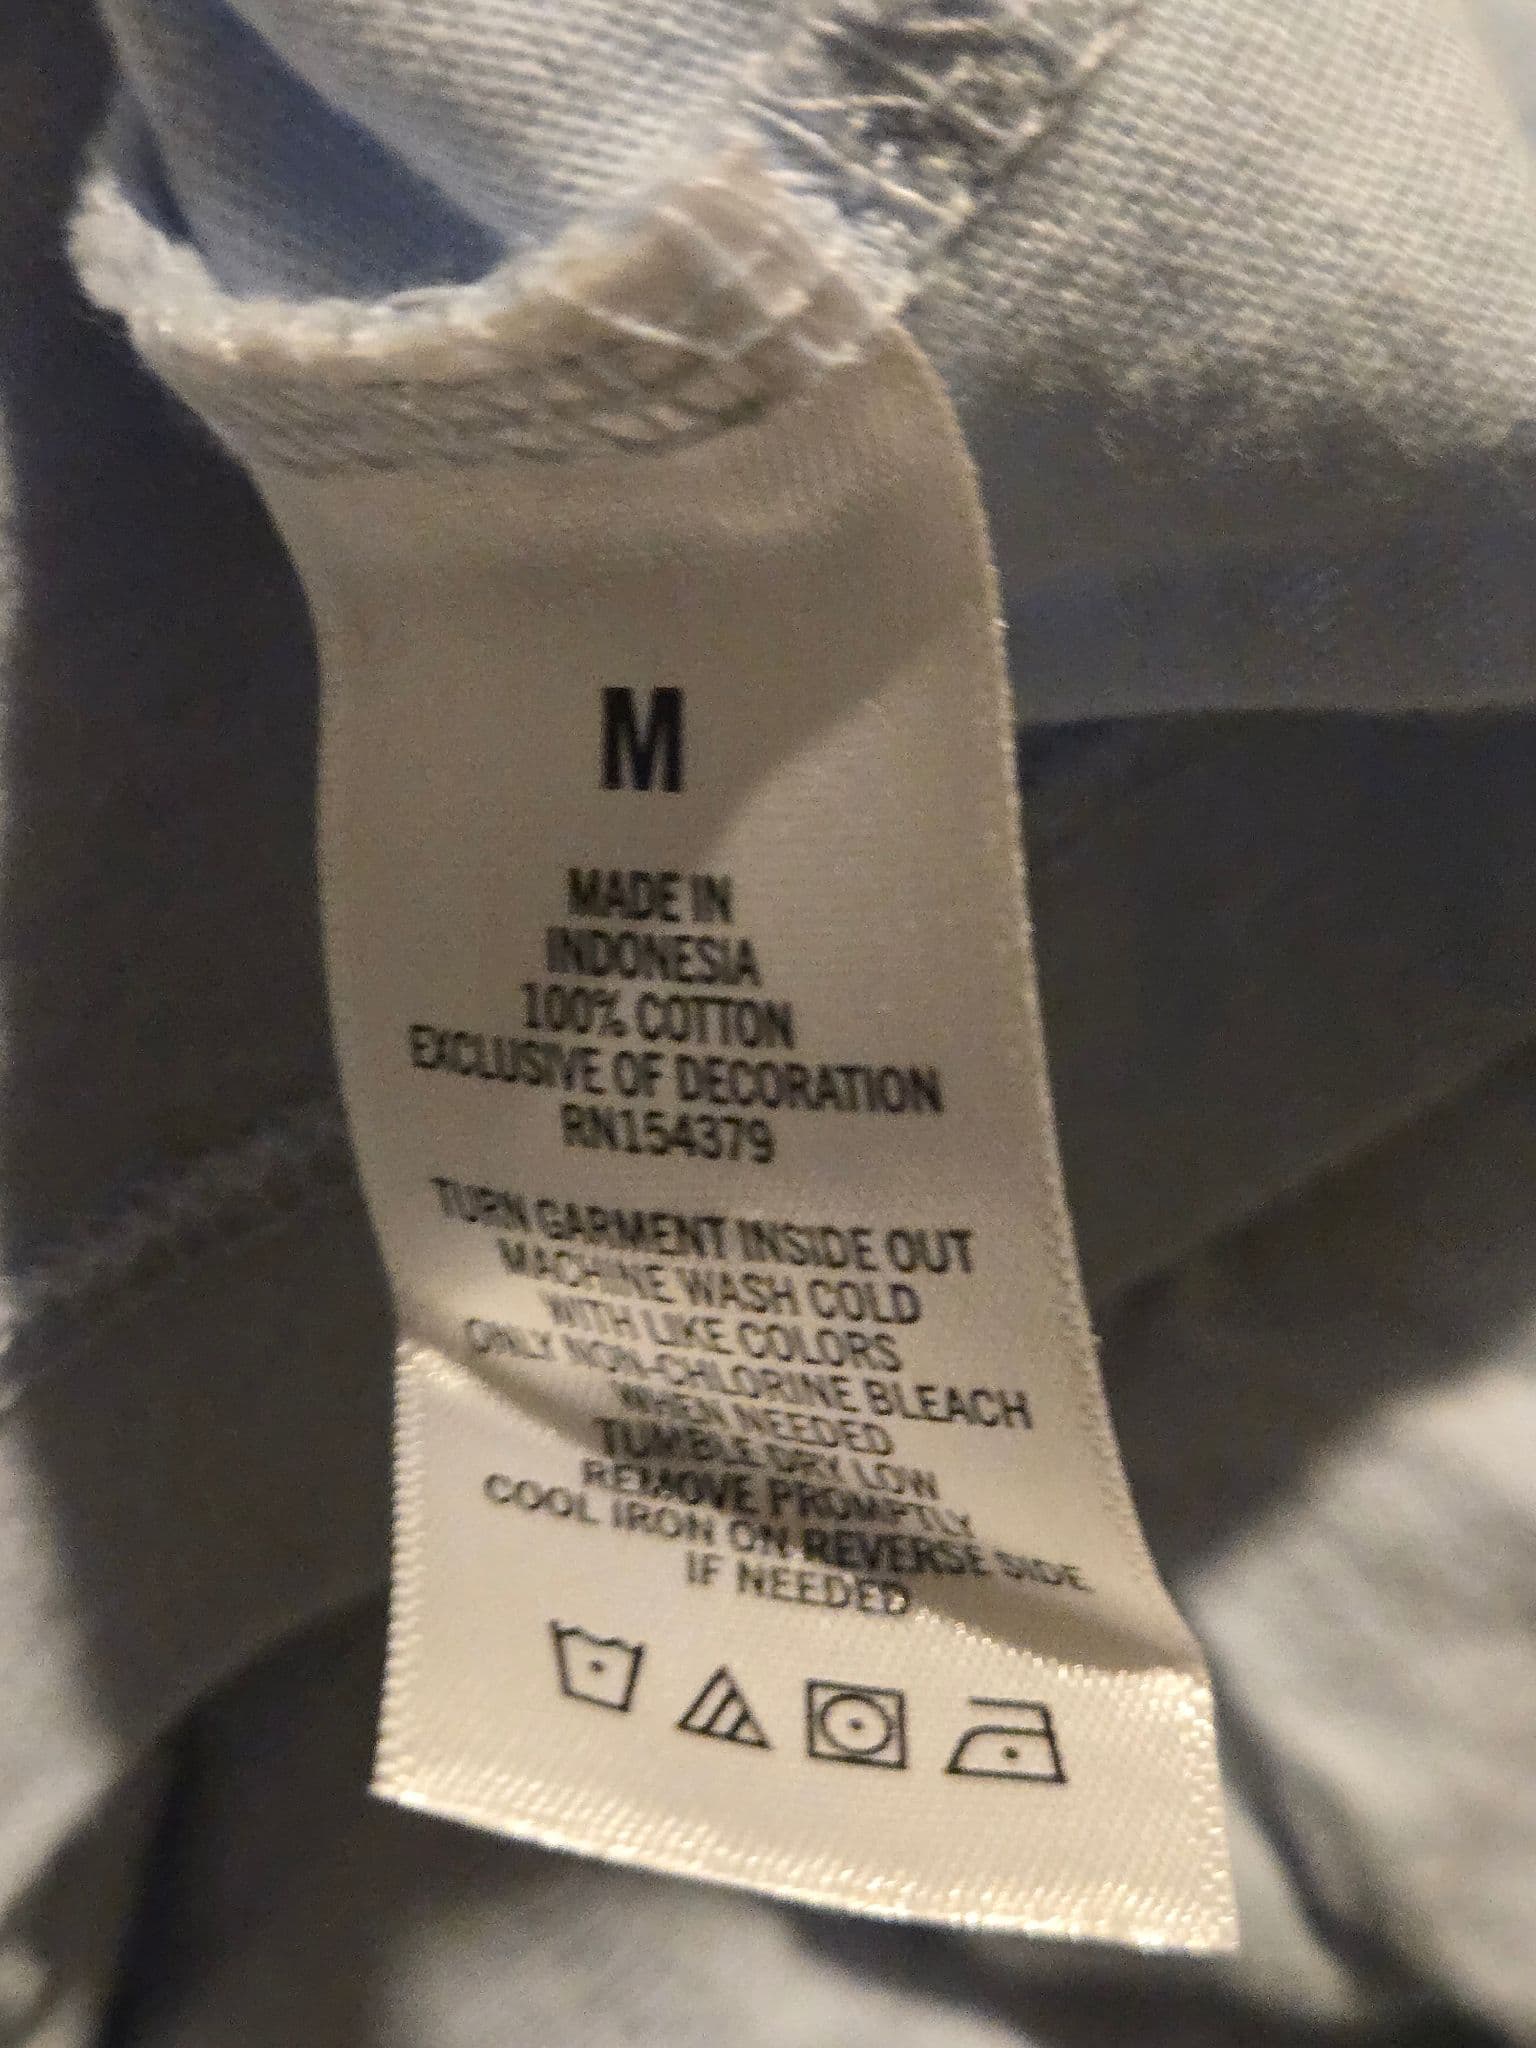 M
MADE IN
INDONESIA
100% COTTON
EXCLUSIVE OF DECORATION
RN154379
TURN GARMENT INSIDE OUT
MACHINE WASH COLD
WITH LIKE COLORS
ONLY NON-CHLORINE BLEACH
WHEN NEEDED
TUMBLE DRY LOW
REMOVE PROMPTLY
COOL IRON ON REVERSE SIDE
IF NEEDED